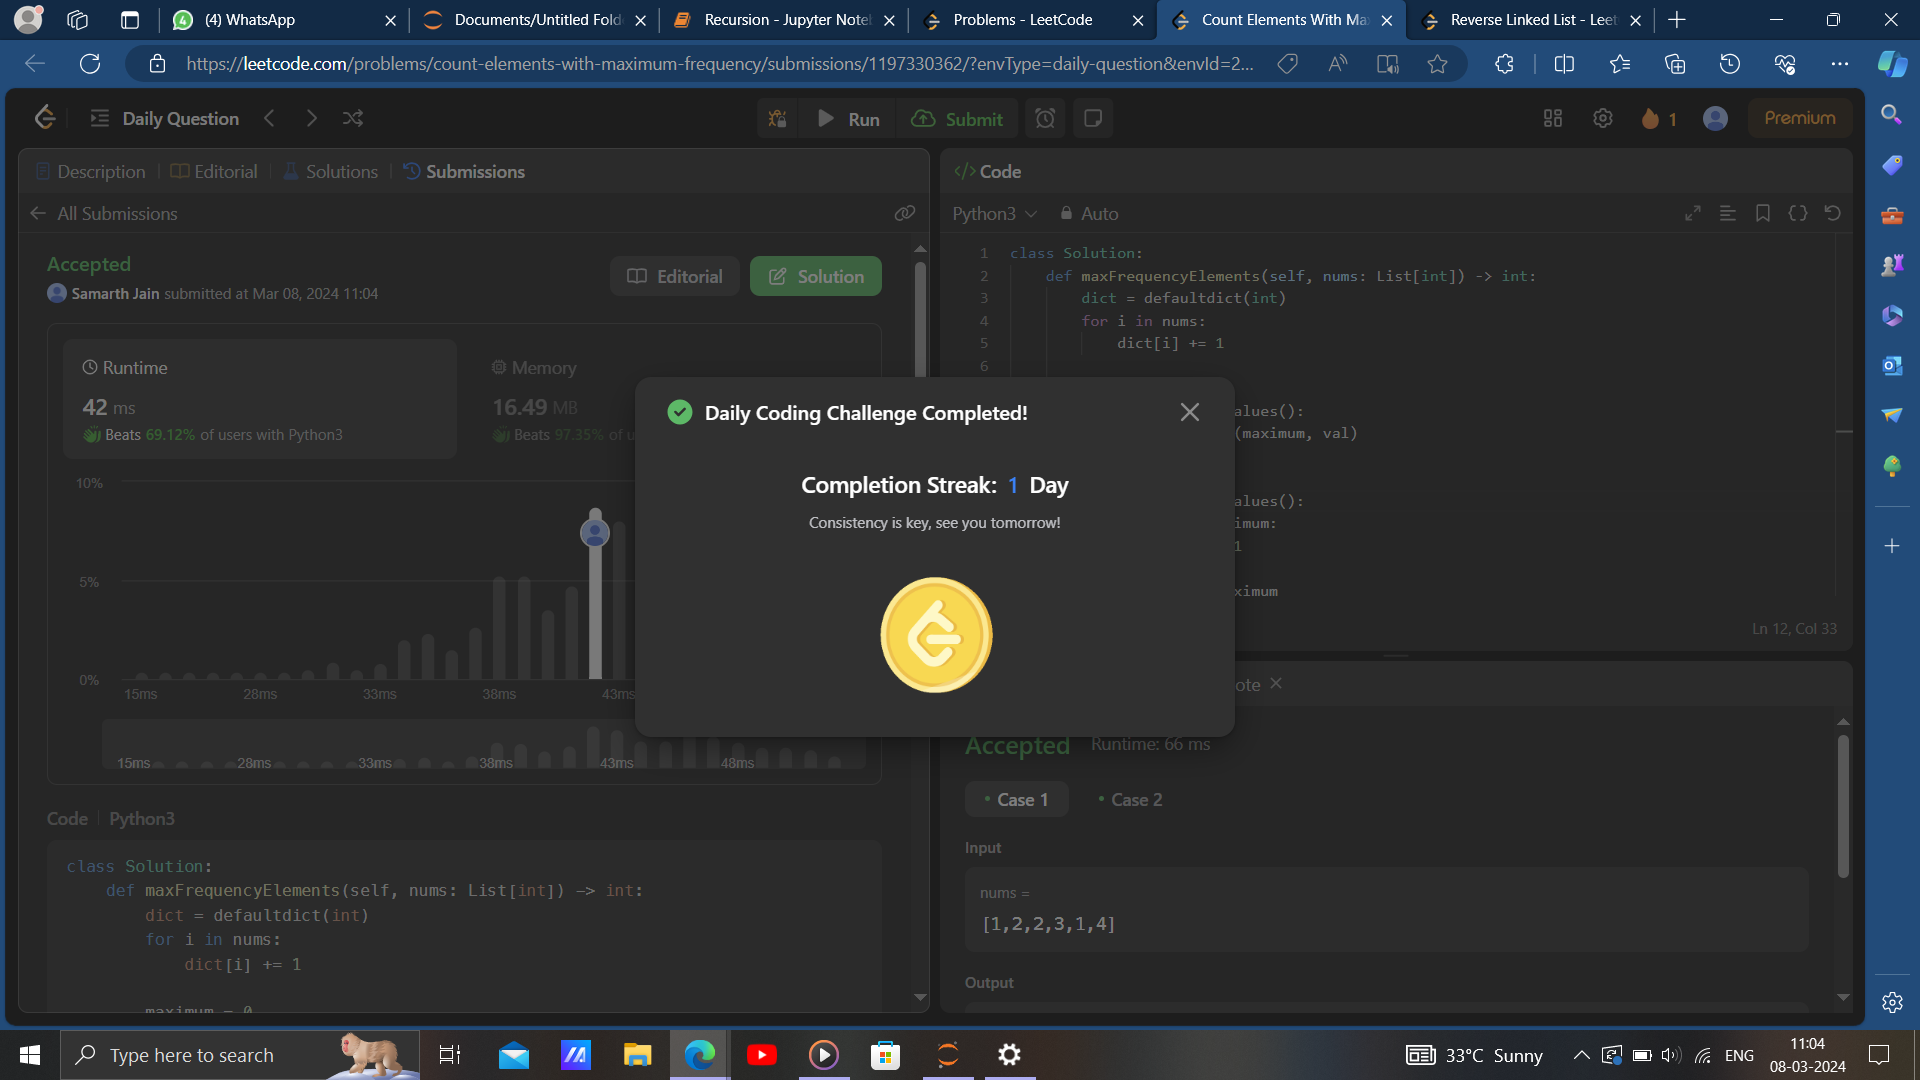 (4) WhatsApp
Documents/Untitled Fold
Recursion - Jupyter Note
Problems - LeetCode
Count Elements With Ma
Reverse Linked List - Leet
https://leetcode.com/problems/count-elements-with-maximum-frequency/submissions/1197330362/?envType=daily-question&envId=2...
Daily Question
Run
Submit
1
Premium
Description
Editorial
Solutions
Submissions
All Submissions
Accepted
Samarth Jain submitted at Mar 08, 2024 11:04
Editorial
Solution
Runtime
42 ms
Beats 69.12% of users with Python3
Memory
16.49 MB
Beats 97.35% of u
10%
5%
0%
15ms 28ms 33ms 38ms 43ms
15ms 28ms 33ms 38ms 43ms 48ms
Code Python3
class Solution:
def maxFrequencyElements(self, nums: List[int]) -> int:
dict = defaultdict(int)
for i in nums:
dict[i] += 1
maximum = 0
</> Code
Python3
Auto
1 class Solution:
2 def maxFrequencyElements(self, nums: List[int]) -> int:
3 dict = defaultdict(int)
4 for i in nums:
5 dict[i] += 1
6
alues():
(maximum, val)
alues():
imum:
1
ximum
Ln 12, Col 33
Daily Coding Challenge Completed!
Completion Streak: 1 Day
Consistency is key, see you tomorrow!
ote
Accepted Runtime: 66 ms
Case 1
Case 2
Input
nums =
[1,2,2,3,1,4]
Output
Type here to search
33°C Sunny
ENG
11:04
08-03-2024